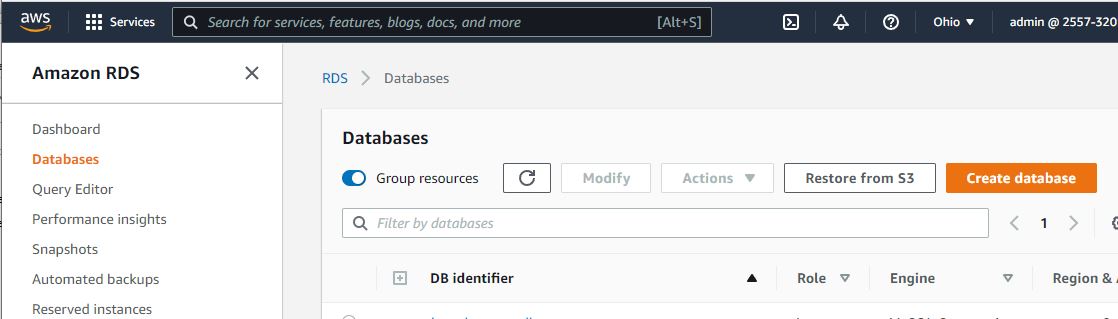 aws Services Search for services, features, blogs, docs, and more [Alt+S] Ohio admin @ 2557-320
Amazon RDS
RDS Databases
Dashboard
Databases
Query Editor
Performance insights
Snapshots
Automated backups
Reserved instances
Databases
Group resources Modify Actions Restore from S3 Create database
Filter by databases 1
DB identifier Role Engine Region &